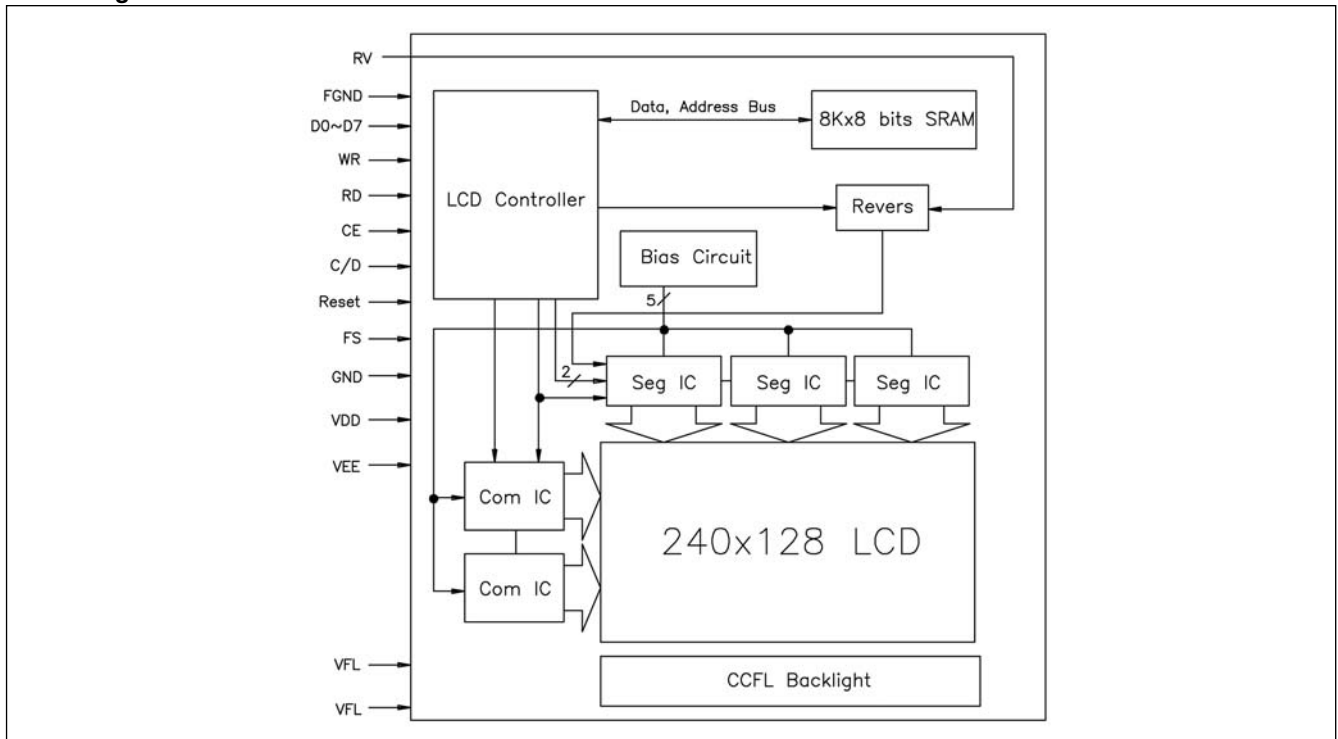 RV
FGND
D0~D7
WR
RD
CE
C/D
Reset
FS
GND
VDD
VEE
VFL
VFL
LCD Controller
Data, Address Bus
8Kx8 bits SRAM
Revers
Bias Circuit
5
2
Seg IC
Seg IC
Seg IC
Com IC
Com IC
240x128 LCD
CCFL Backlight